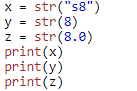 x = str("s8")
y = str(8)
z = str(8.0)
print(x)
print(y)
print(z)